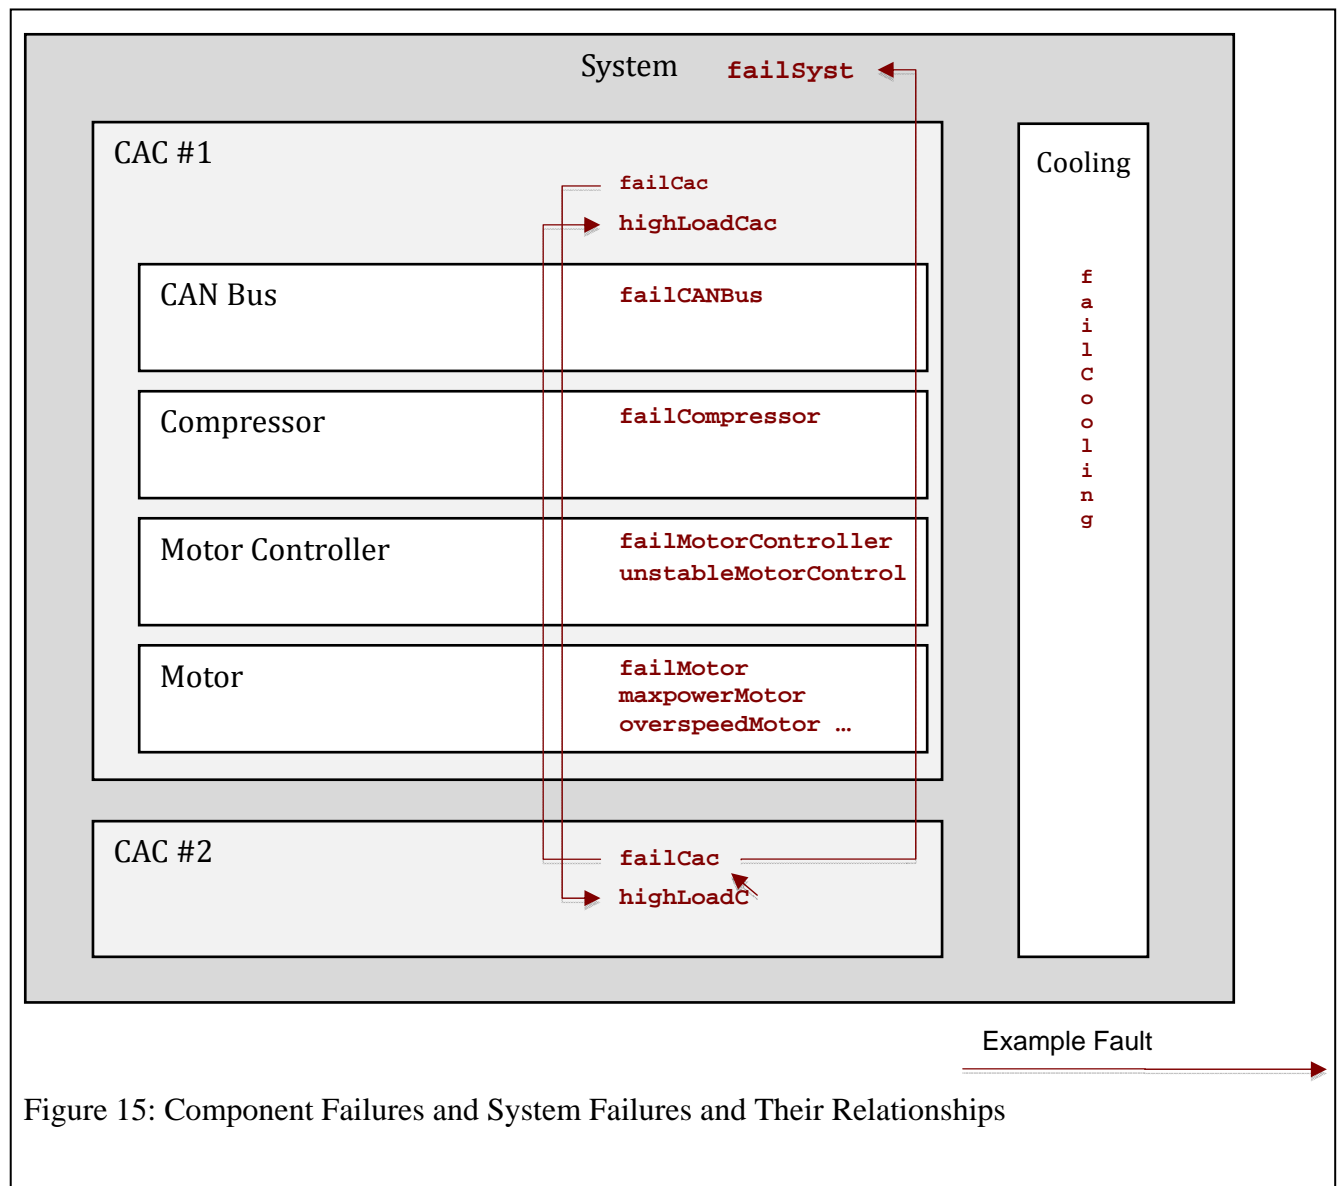 System failSyst
CAC #1
failCac
highLoadCac
CAN Bus failCANBus
Compressor failCompressor
Motor Controller failMotorController
unstableMotorControl
Motor failMotor
maxpowerMotor
overspeedMotor …
CAC #2 failCac
highLoadC
Cooling
f
a
i
l
C
o
o
l
i
n
g
Example Fault
Figure 15: Component Failures and System Failures and Their Relationships